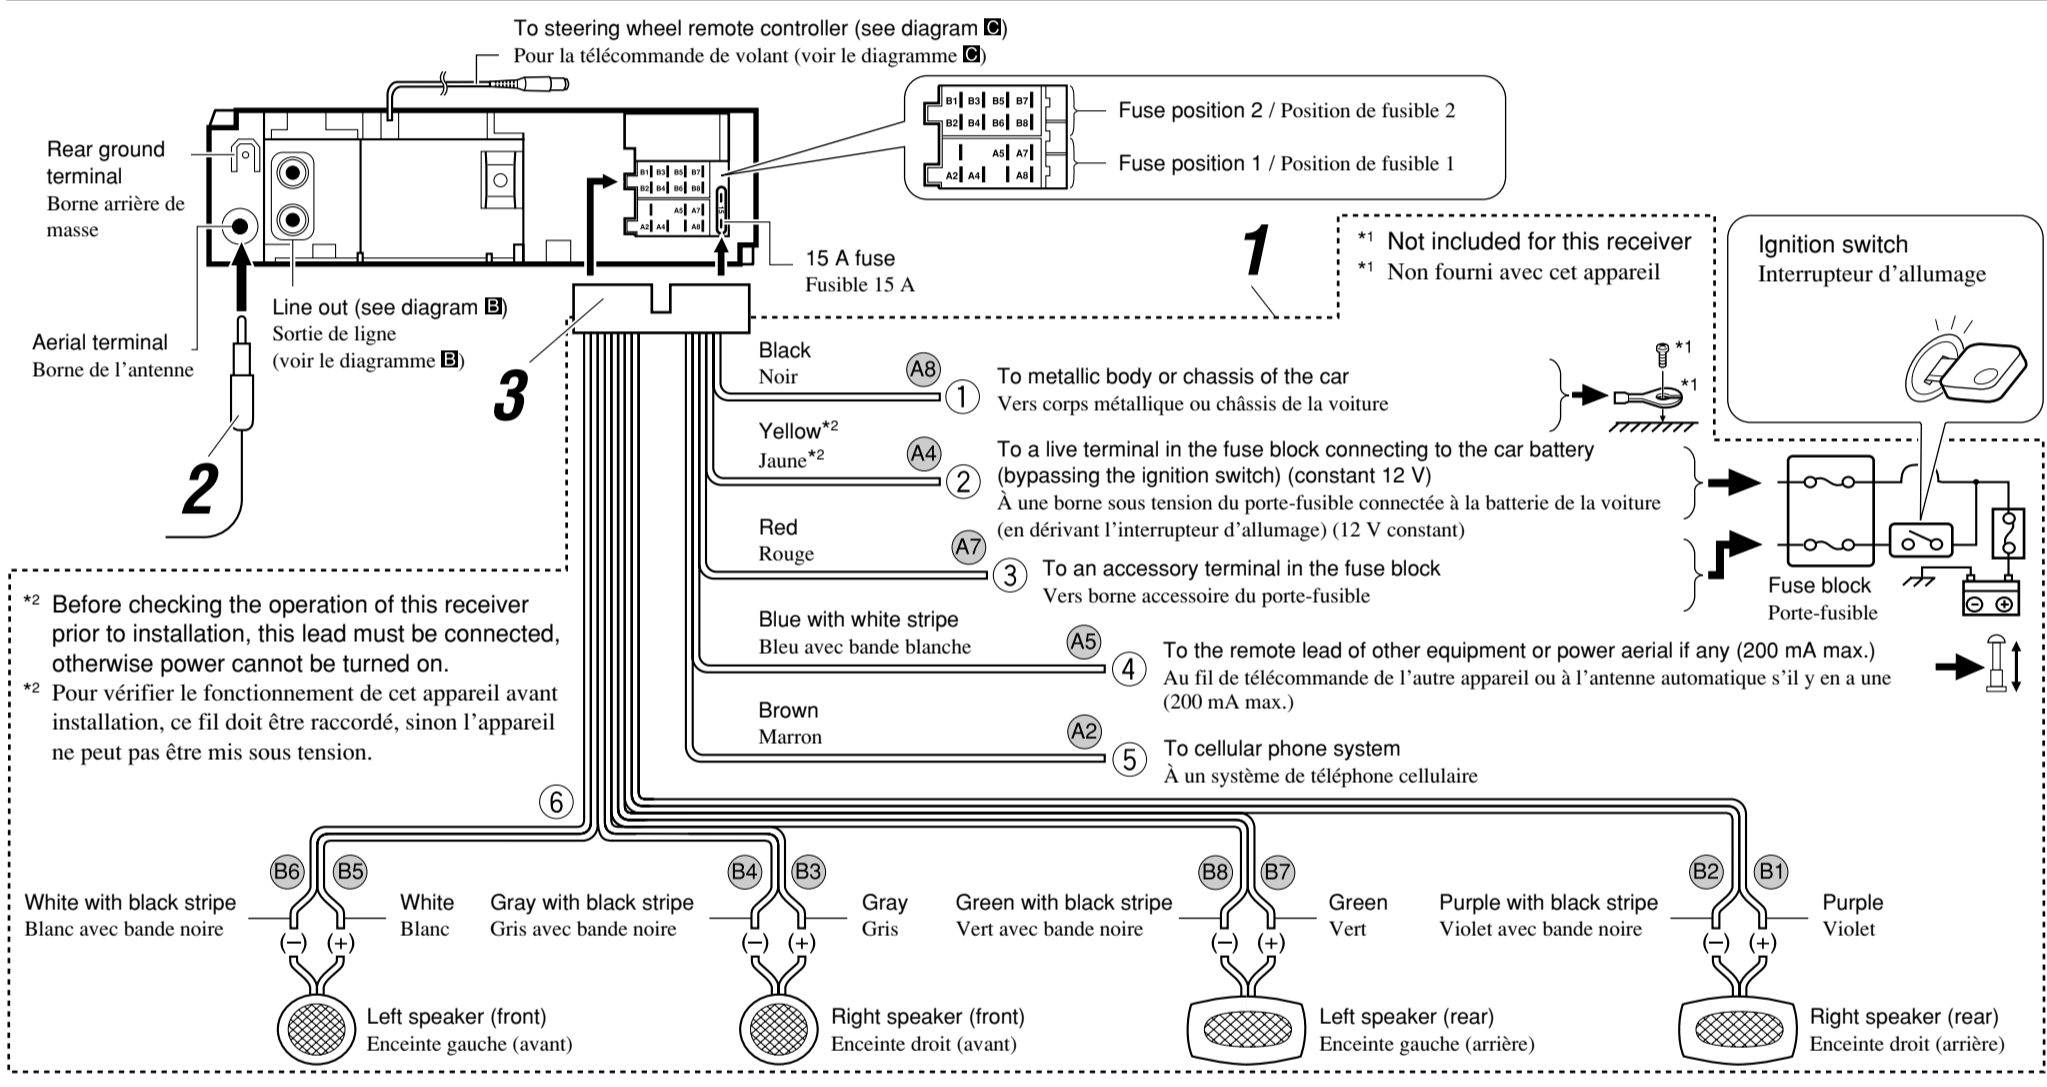 To steering wheel remote controller (see diagram C)
Pour la télécommande de volant (voir le diagramme C)
B1 B3 B5 B7
B2 B4 B6 B8
A5 A7
A2 A4 A8
Fuse position 2 / Position de fusible 2
Fuse position 1 / Position de fusible 1
Rear ground
terminal
Borne arrière de
masse
B1 B3 B5 B7
B2 B4 B6 B8
A5 A7
A2 A4 A8
15
15 A fuse
Fusible 15 A
1
*1 Not included for this receiver
*1 Non fourni avec cet appareil
Ignition switch
Interrupteur d'allumage
Line out (see diagram B)
Sortie de ligne
(voir le diagramme B)
Aerial terminal
Borne de l'antenne
2
3
Black
Noir
A8
1
To metallic body or chassis of the car
Vers corps métallique ou châssis de la voiture
*1
*1
Yellow*2
Jaune*2
A4
2
To a live terminal in the fuse block connecting to the car battery
(bypassing the ignition switch) (constant 12 V)
À une borne sous tension du porte-fusible connectée à la batterie de la voiture
(en dérivant l'interrupteur d'allumage) (12 V constant)
Red
Rouge
A7
3
To an accessory terminal in the fuse block
Vers borne accessoire du porte-fusible
Fuse block
Porte-fusible
*2 Before checking the operation of this receiver
prior to installation, this lead must be connected,
otherwise power cannot be turned on.
*2 Pour vérifier le fonctionnement de cet appareil avant
installation, ce fil doit être raccordé, sinon l'appareil
ne peut pas être mis sous tension.
Blue with white stripe
Bleu avec bande blanche
A5
4
To the remote lead of other equipment or power aerial if any (200 mA max.)
Au fil de télécommande de l'autre appareil ou à l'antenne automatique s'il y en a une
(200 mA max.)
Brown
Marron
A2
5
To cellular phone system
À un système de téléphone cellulaire
6
B6 B5
White with black stripe
Blanc avec bande noire
White
Blanc
(–) (+)
Left speaker (front)
Enceinte gauche (avant)
B4 B3
Gray with black stripe
Gris avec bande noire
Gray
Gris
(–) (+)
Right speaker (front)
Enceinte droit (avant)
B8 B7
Green with black stripe
Vert avec bande noire
Green
Vert
(–) (+)
Left speaker (rear)
Enceinte gauche (arrière)
B2 B1
Purple with black stripe
Violet avec bande noire
Purple
Violet
(–) (+)
Right speaker (rear)
Enceinte droit (arrière)